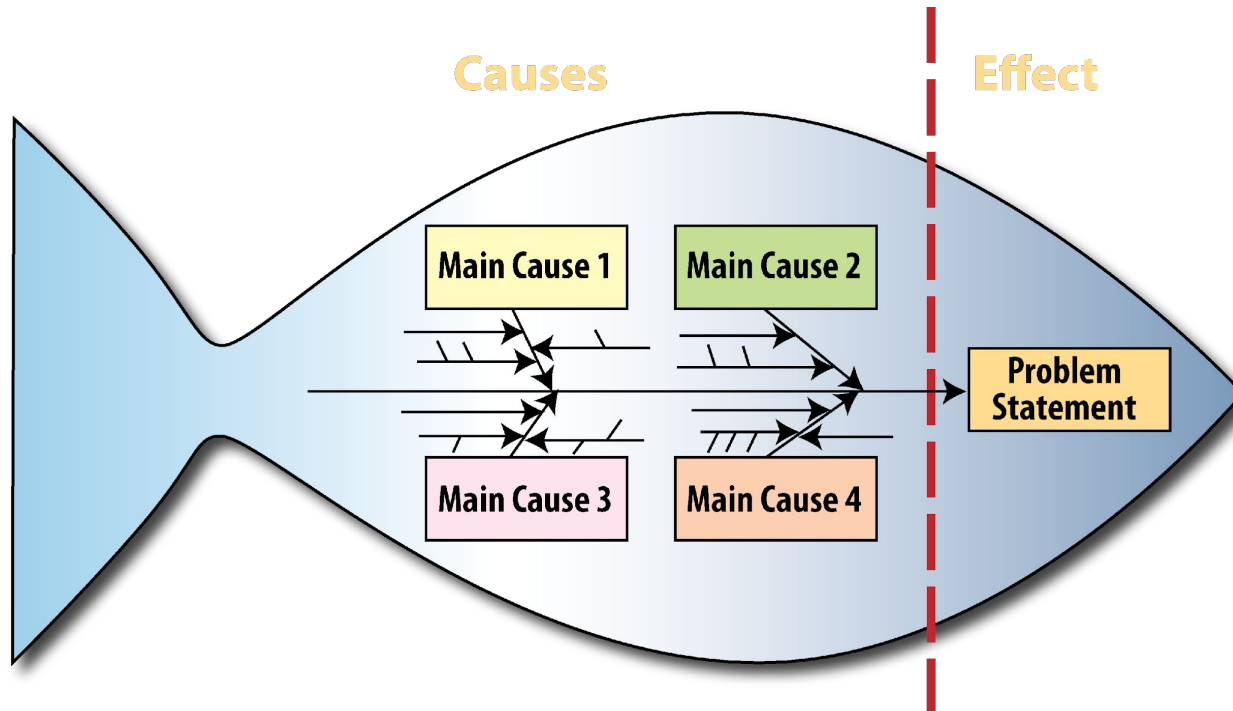 Causes
Effect
Main Cause 1
Main Cause 2
Problem
Statement
Main Cause 3
Main Cause 4